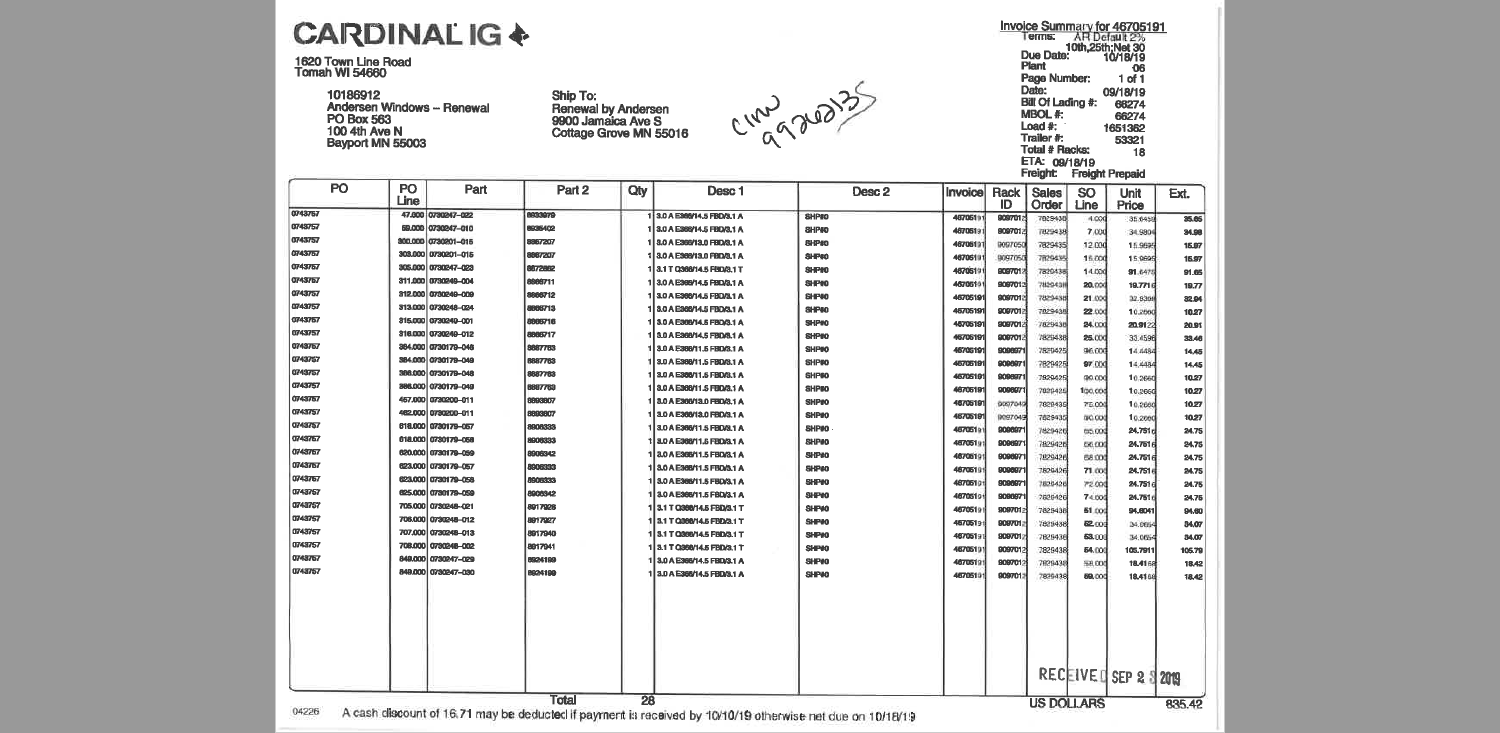 CARDINAL IG
1620 Town Line Road
Tomah WI 54660
10186912
Andersen Windows -- Renewal
PO Box 563
100 4th Ave N
Bayport MN 55003
Ship To:
Renewal by Andersen
9900 Jamaica Ave S
Cottage Grove MN 55016
Invoice Summary for 46705191
Terms: AR Default 2% 10th,25th;Net 30
Due Date: 10/18/19
Plant 06
Page Number: 1 of 1
Date: 09/18/19
Bill Of Lading #: 66274
MBOL #: 66274
Load #: 1651362
Trailer #: 53321
Total # Racks: 18
ETA: 09/18/19
Freight: Freight Prepaid
PO PO Line Part Part 2 Qty Desc 1 Desc 2 Invoice Rack ID Sales Order SO Line Unit Price Ext.
0743757 47.000 0730247-022 8933979 1 3.0 A E366/14.5 FBD/3.1 A SHP#0 46705191 9097012 7829438 4.000 35.6459 35.65
0743757 59.000 0730247-010 8935402 1 3.0 A E366/14.5 FBD/3.1 A SHP#0 46705191 9097012 7829438 7.000 34.9804 34.98
0743757 300.000 0730201-015 8867207 1 3.0 A E366/13.0 FBD/3.1 A SHP#0 46705191 9097050 7829435 12.000 15.9695 15.97
0743757 303.000 0730201-015 8867207 1 3.0 A E366/13.0 FBD/3.1 A SHP#0 46705191 9097050 7829435 15.000 15.9695 15.97
0743757 305.000 0730247-023 8872862 1 3.1 T Q366/14.5 FBD/3.1 T SHP#0 46705191 9097012 7829438 14.000 91.6475 91.65
0743757 311.000 0730249-004 8866711 1 3.0 A E366/14.5 FBD/3.1 A SHP#0 46705191 9097012 7829438 20.000 19.7716 19.77
0743757 312.000 0730249-009 8866712 1 3.0 A E366/14.5 FBD/3.1 A SHP#0 46705191 9097012 7829438 21.000 32.9398 32.94
0743757 313.000 0730248-024 8866713 1 3.0 A E366/14.5 FBD/3.1 A SHP#0 46705191 9097012 7829438 22.000 10.2660 10.27
0743757 315.000 0730249-001 8866716 1 3.0 A E366/14.5 FBD/3.1 A SHP#0 46705191 9097012 7829438 24.000 20.9122 20.91
0743757 316.000 0730249-012 8866717 1 3.0 A E366/14.5 FBD/3.1 A SHP#0 46705191 9097012 7829438 25.000 33.4596 33.46
0743757 384.000 0730179-048 8887763 1 3.0 A E366/11.5 FBD/3.1 A SHP#0 46705191 9096971 7829425 96.000 14.4484 14.45
0743757 384.000 0730179-049 8887763 1 3.0 A E366/11.5 FBD/3.1 A SHP#0 46705191 9096971 7829425 97.000 14.4484 14.45
0743757 386.000 0730179-048 8887763 1 3.0 A E366/11.5 FBD/3.1 A SHP#0 46705191 9096971 7829425 99.000 10.2660 10.27
0743757 386.000 0730179-049 8887763 1 3.0 A E366/11.5 FBD/3.1 A SHP#0 46705191 9096971 7829425 100.000 10.2660 10.27
0743757 457.000 0730200-011 8893807 1 3.0 A E366/13.0 FBD/3.1 A SHP#0 46705191 9097049 7829435 75.000 10.2660 10.27
0743757 462.000 0730200-011 8893807 1 3.0 A E366/13.0 FBD/3.1 A SHP#0 46705191 9097049 7829435 80.000 10.2660 10.27
0743757 618.000 0730179-057 8906333 1 3.0 A E366/11.5 FBD/3.1 A SHP#0 46705191 9096971 7829426 65.000 24.7516 24.75
0743757 618.000 0730179-058 8906333 1 3.0 A E366/11.5 FBD/3.1 A SHP#0 46705191 9096971 7829426 66.000 24.7516 24.75
0743757 620.000 0730179-059 8906342 1 3.0 A E366/11.5 FBD/3.1 A SHP#0 46705191 9096971 7829426 68.000 24.7516 24.75
0743757 623.000 0730179-057 8906333 1 3.0 A E366/11.5 FBD/3.1 A SHP#0 46705191 9096971 7829426 71.000 24.7516 24.75
0743757 623.000 0730179-058 8906333 1 3.0 A E366/11.5 FBD/3.1 A SHP#0 46705191 9096971 7829426 72.000 24.7516 24.75
0743757 625.000 0730179-059 8906342 1 3.0 A E366/11.5 FBD/3.1 A SHP#0 46705191 9096971 7829426 74.000 24.7516 24.75
0743757 705.000 0730248-021 8917928 1 3.1 T Q366/14.5 FBD/3.1 T SHP#0 46705191 9097012 7829438 51.000 94.6041 94.60
0743757 706.000 0730248-012 8917927 1 3.1 T Q366/14.5 FBD/3.1 T SHP#0 46705191 9097012 7829438 52.000 34.0654 34.07
0743757 707.000 0730248-013 8917940 1 3.1 T Q366/14.5 FBD/3.1 T SHP#0 46705191 9097012 7829438 53.000 34.0654 34.07
0743757 708.000 0730248-002 8917941 1 3.1 T Q366/14.5 FBD/3.1 T SHP#0 46705191 9097012 7829438 54.000 105.7911 105.79
0743757 849.000 0730247-029 8924199 1 3.0 A E366/14.5 FBD/3.1 A SHP#0 46705191 9097012 7829438 58.000 18.4168 18.42
0743757 849.000 0730247-030 8924199 1 3.0 A E366/14.5 FBD/3.1 A SHP#0 46705191 9097012 7829438 59.000 18.4168 18.42
RECEIVED SEP 2 2019
Total 28 US DOLLARS 835.42
04226 A cash discount of 16.71 may be deducted if payment is received by 10/10/19 otherwise net due on 10/18/19